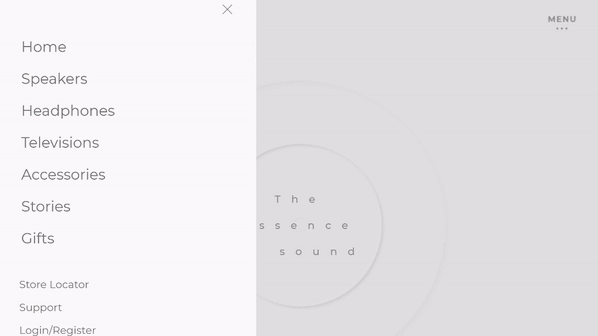 MENU
Home
Speakers
Headphones
Televisions
Accessories
Stories
Gifts
Store Locator
Support
Login/Register
The
ssence
sound